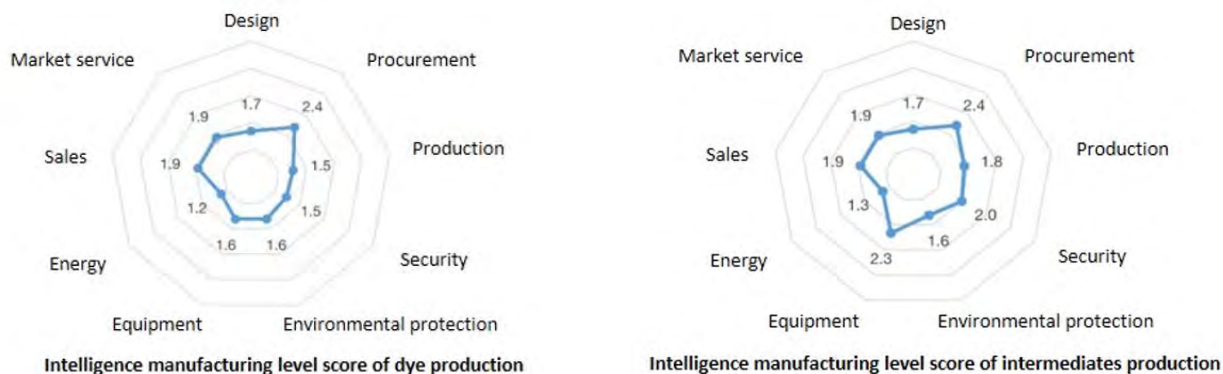 Design
Market service
Procurement
1.7
1.9
2.4
Sales
1.9
1.5
Production
1.2
1.5
Energy
1.6
1.6
Security
Equipment
Environmental protection
Intelligence manufacturing level score of dye production
Design
Market service
Procurement
1.7
1.9
2.4
Sales
1.9
1.8
Production
1.3
2.0
Energy
2.3
1.6
Security
Equipment
Environmental protection
Intelligence manufacturing level score of intermediates production